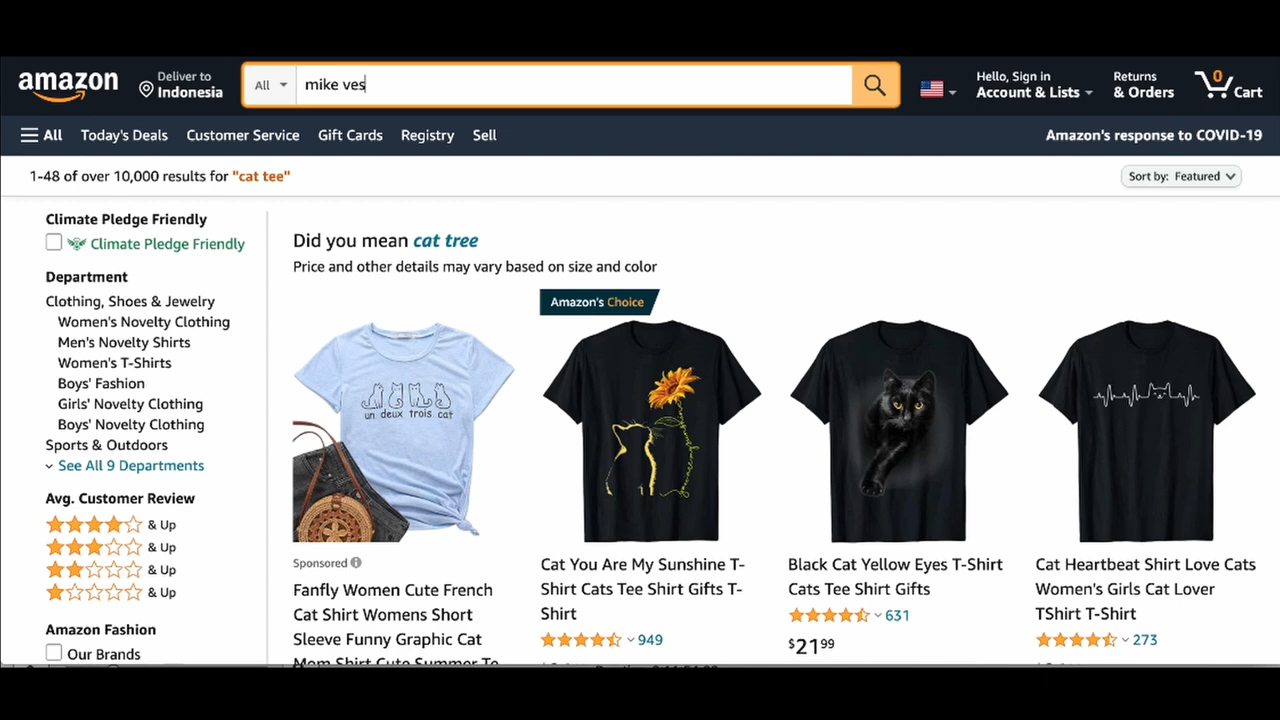 amazon
Deliver to
Indonesia
All
mike ves
Hello, Sign in
Account & Lists
Returns
& Orders
0
Cart
All
Today's Deals
Customer Service
Gift Cards
Registry
Sell
Amazon's response to COVID-19
1-48 of over 10,000 results for "cat tee"
Sort by: Featured
Climate Pledge Friendly
Climate Pledge Friendly
Department
Clothing, Shoes & Jewelry
Women's Novelty Clothing
Men's Novelty Shirts
Women's T-Shirts
Boys' Fashion
Girls' Novelty Clothing
Boys' Novelty Clothing
Sports & Outdoors
See All 9 Departments
Avg. Customer Review
& Up
& Up
& Up
& Up
Amazon Fashion
Our Brands
Did you mean cat tree
Price and other details may vary based on size and color
un deux trois cat
Sponsored
Fanfly Women Cute French
Cat Shirt Womens Short
Sleeve Funny Graphic Cat
Mom Shirt Cute Summer Te
Amazon's Choice
Cat You Are My Sunshine T-
Shirt Cats Tee Shirt Gifts T-
Shirt
949
Black Cat Yellow Eyes T-Shirt
Cats Tee Shirt Gifts
631
$21.99
Cat Heartbeat Shirt Love Cats
Women's Girls Cat Lover
TShirt T-Shirt
273